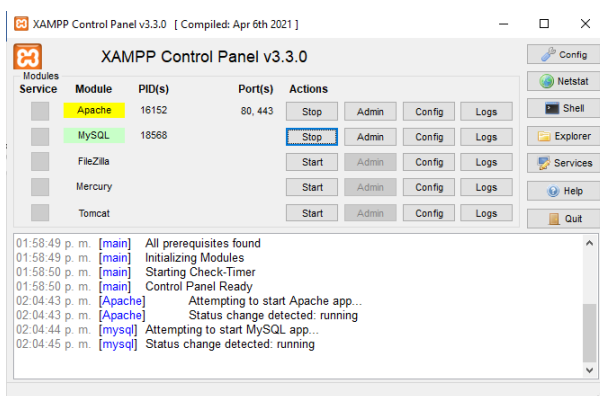 XAMPP Control Panel v3.3.0 [ Compiled: Apr 6th 2021 ]
XAMPP Control Panel v3.3.0
Config
Modules
Service Module PID(s) Port(s) Actions
Netstat
Apache 16152 80, 443 Stop Admin Config Logs
Shell
MySQL 18568 Stop Admin Config Logs
Explorer
FileZilla Start Admin Config Logs
Services
Mercury Start Admin Config Logs
Help
Tomcat Start Admin Config Logs
Quit
01:58:49 p. m. [main] All prerequisites found
01:58:49 p. m. [main] Initializing Modules
01:58:50 p. m. [main] Starting Check-Timer
01:58:50 p. m. [main] Control Panel Ready
02:04:43 p. m. [Apache] Attempting to start Apache app...
02:04:43 p. m. [Apache] Status change detected: running
02:04:44 p. m. [mysql] Attempting to start MySQL app...
02:04:45 p. m. [mysql] Status change detected: running